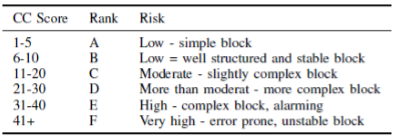 CC Score Rank Risk
1-5 A Low - simple block
6-10 B Low = well structured and stable block
11-20 C Moderate - slightly complex block
21-30 D More than moderat - more complex block
31-40 E High - complex block, alarming
41+ F Very high - error prone, unstable block